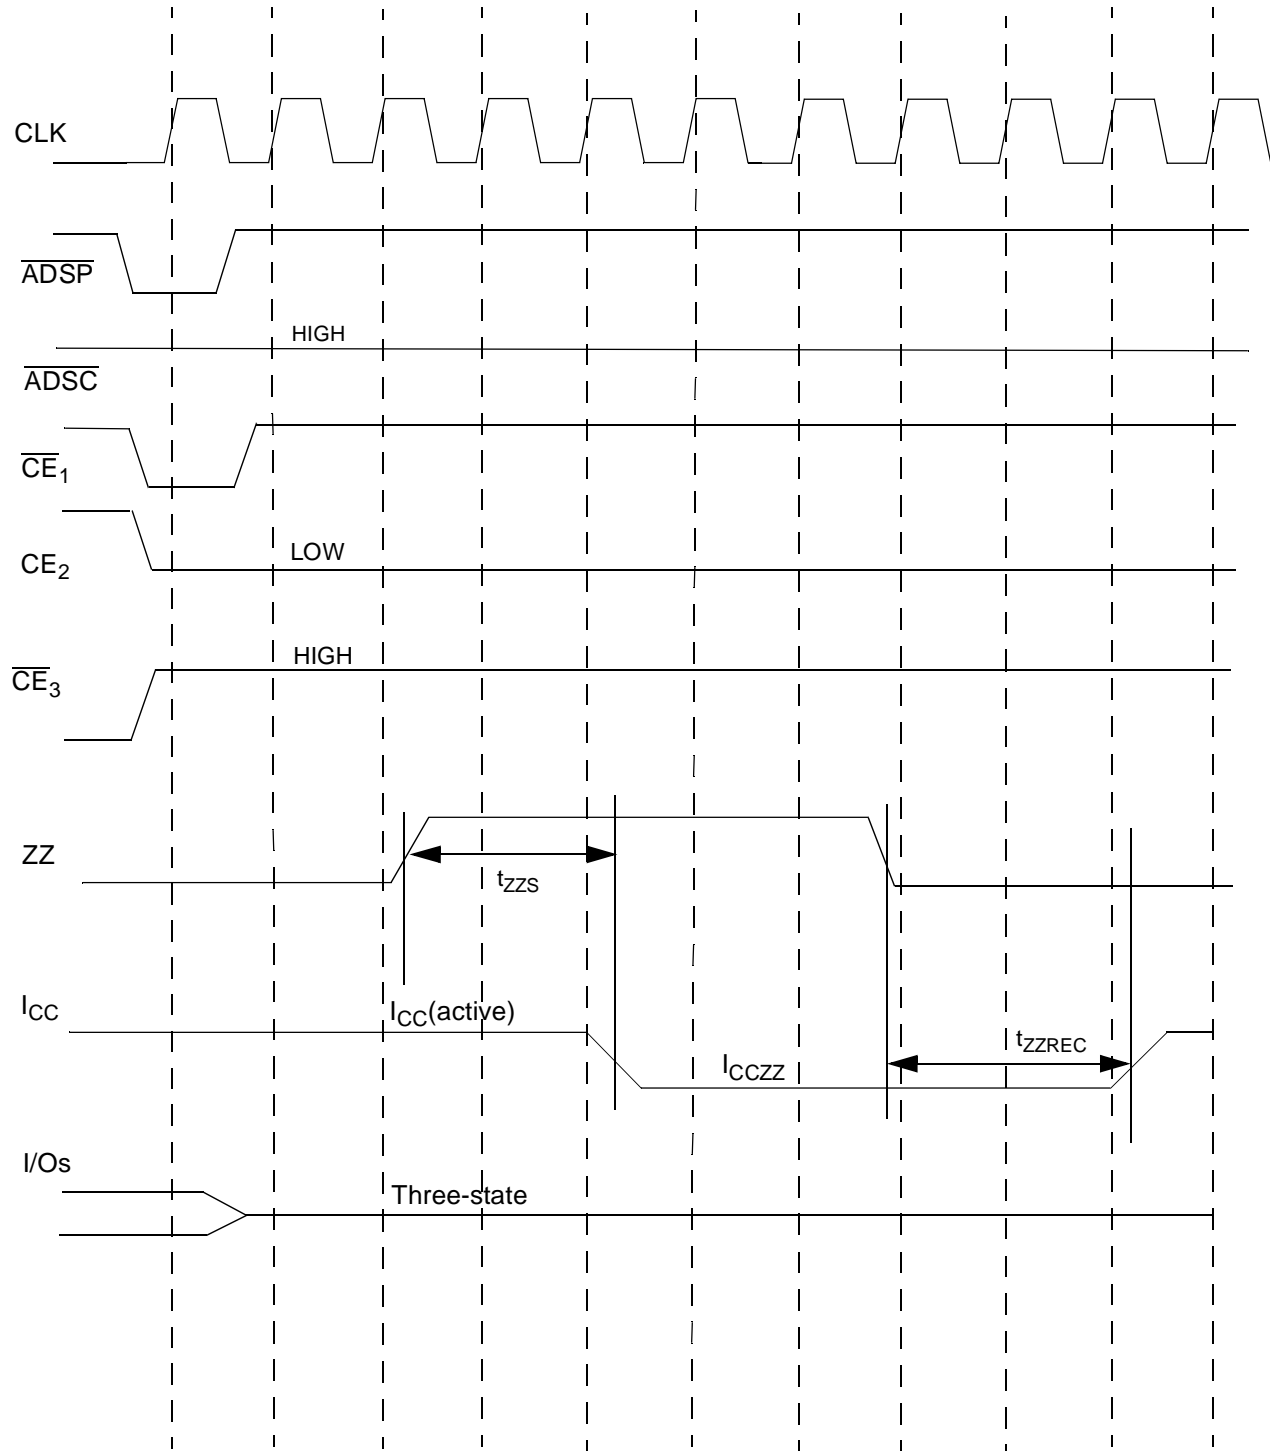 CLK
ADSP
HIGH
ADSC
CE1
LOW
CE2
HIGH
CE3
ZZ
tZZS
ICC
ICC(active)
tZZREC
ICCZZ
I/Os
Three-state